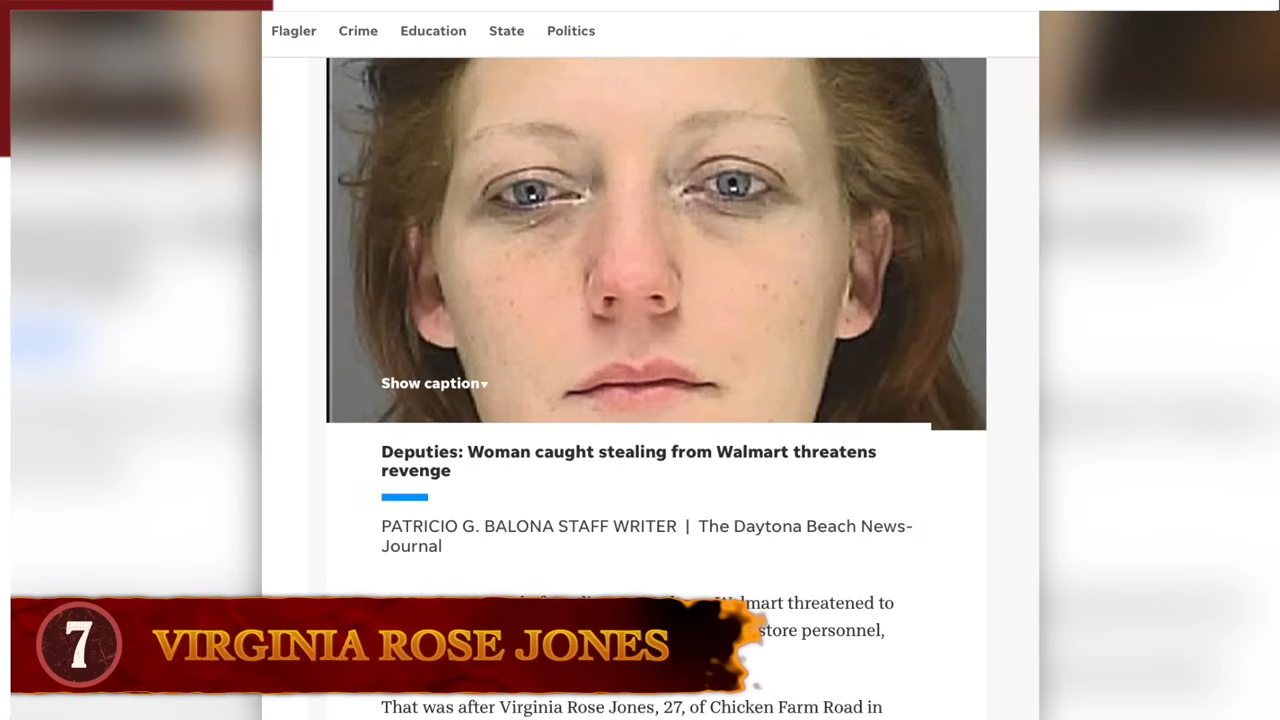 Flagler Crime Education State Politics
Show caption▾
Deputies: Woman caught stealing from Walmart threatens
revenge
PATRICIO G. BALONA STAFF WRITER | The Daytona Beach News-
Journal
Walmart threatened to
store personnel,
7 VIRGINIA ROSE JONES
That was after Virginia Rose Jones, 27, of Chicken Farm Road in